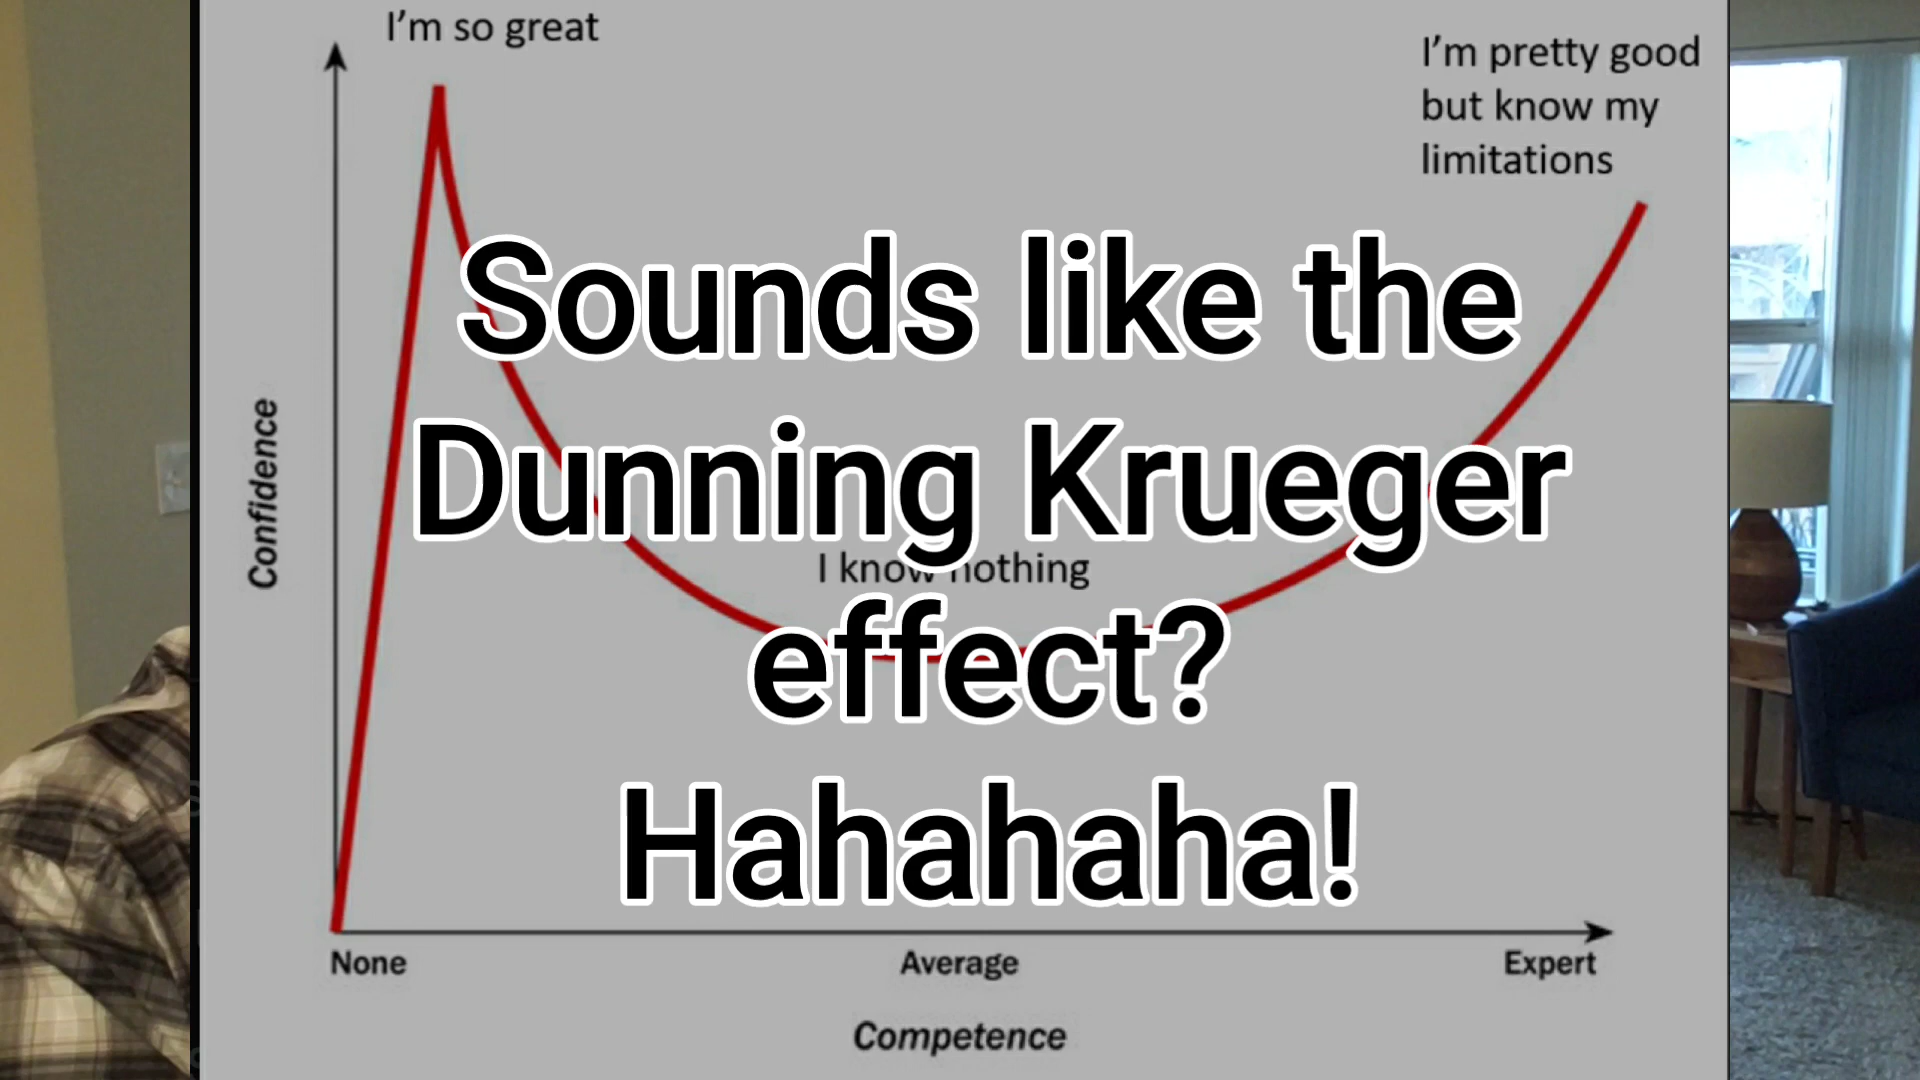 I'm so great
I'm pretty good
but know my
limitations
Sounds like the
Dunning Krueger
effect?
Hahahaha!
I know nothing
Confidence
None
Average
Expert
Competence